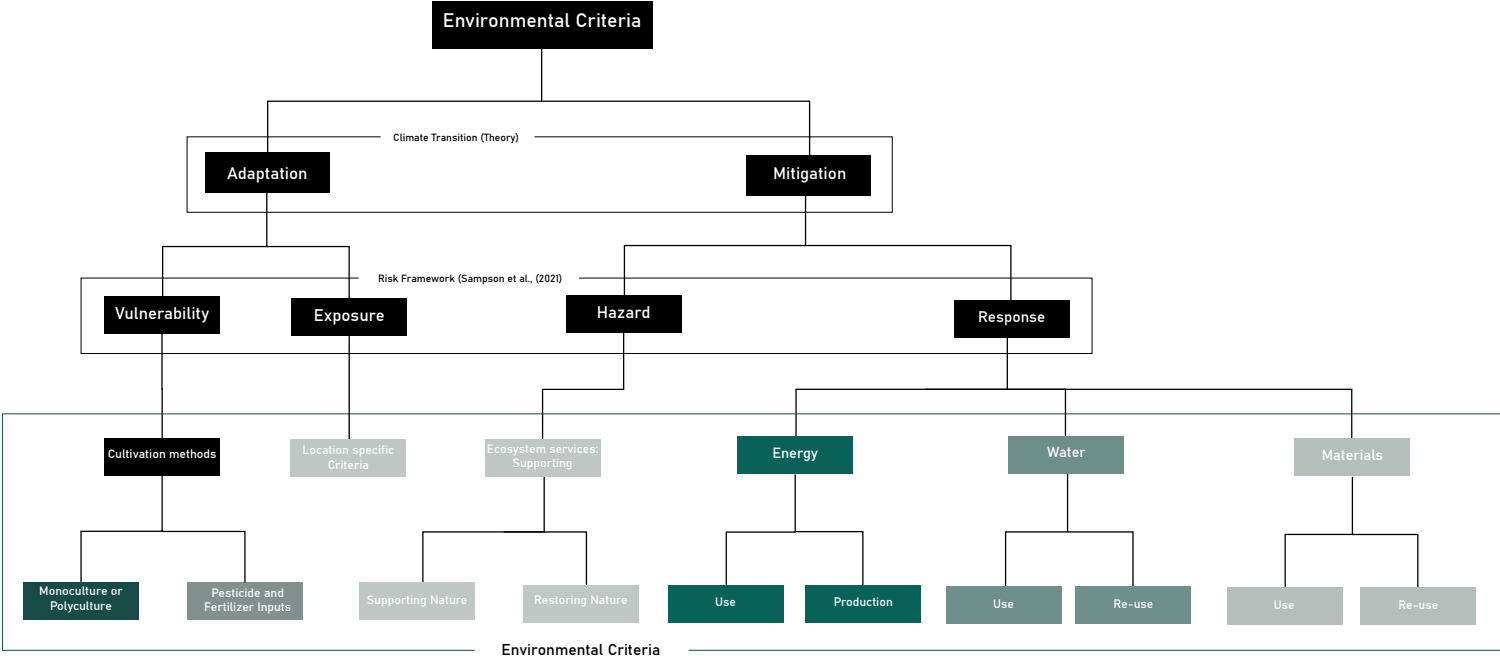 Environmental Criteria
Climate Transition (Theory)
Adaptation
Mitigation
Risk Framework (Sampson et al., (2021)
Vulnerability
Exposure
Hazard
Response
Cultivation methods
Location specific
Criteria
Ecosystem services:
Supporting
Energy
Water
Materials
Monoculture or
Polyculture
Pesticide and
Fertilizer Inputs
Supporting Nature
Restoring Nature
Use
Production
Use
Re-use
Use
Re-use
Environmental Criteria